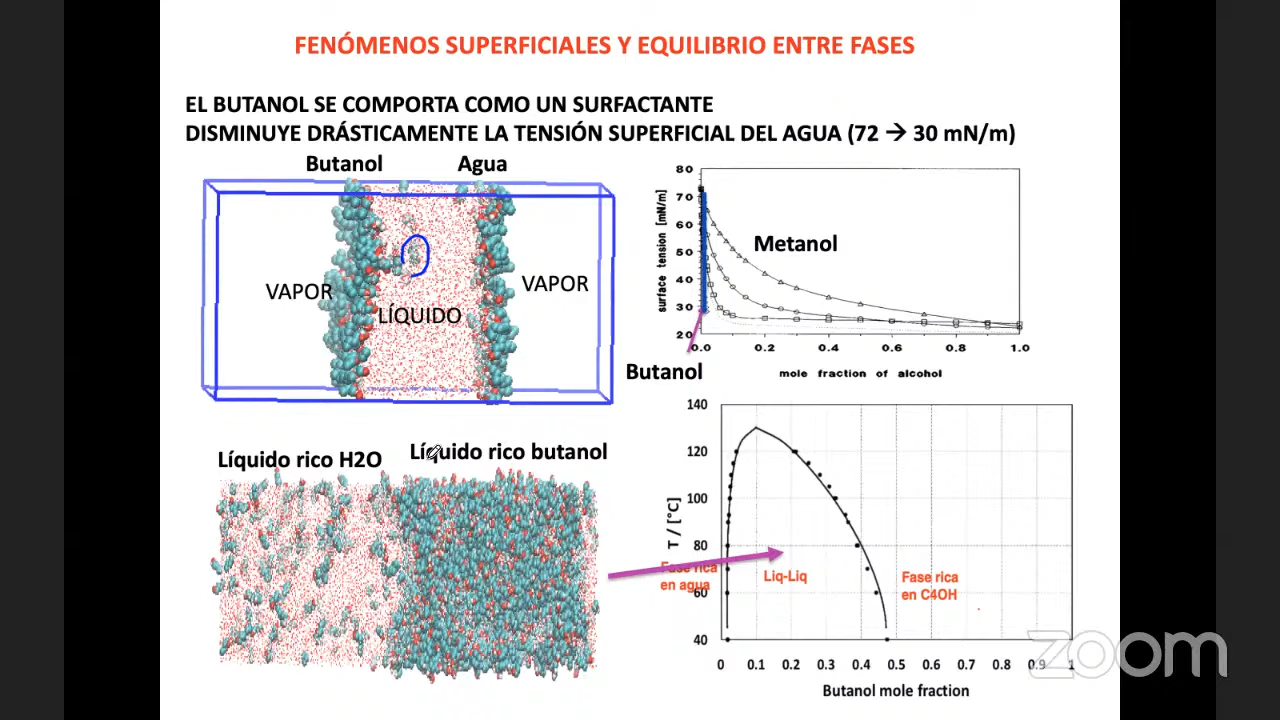 FENÓMENOS SUPERFICIALES Y EQUILIBRIO ENTRE FASES
EL BUTANOL SE COMPORTA COMO UN SURFACTANTE
DISMINUYE DRÁSTICAMENTE LA TENSIÓN SUPERFICIAL DEL AGUA (72 → 30 mN/m)
Butanol
Agua
VAPOR
LÍQUIDO
VAPOR
80
70
60
50
40
30
20
surface tension [mN/m]
Metanol
0.0 0.2 0.4 0.6 0.8 1.0
mole fraction of alcohol
Butanol
Líquido rico H2O
Líquido rico butanol
140
120
100
80
60
40
T / [°C]
Fase rica
en agua
Liq-Liq
Fase rica
en C4OH
0 0.1 0.2 0.3 0.4 0.5 0.6 0.7 0.8 0.9 1
Butanol mole fraction
zoom